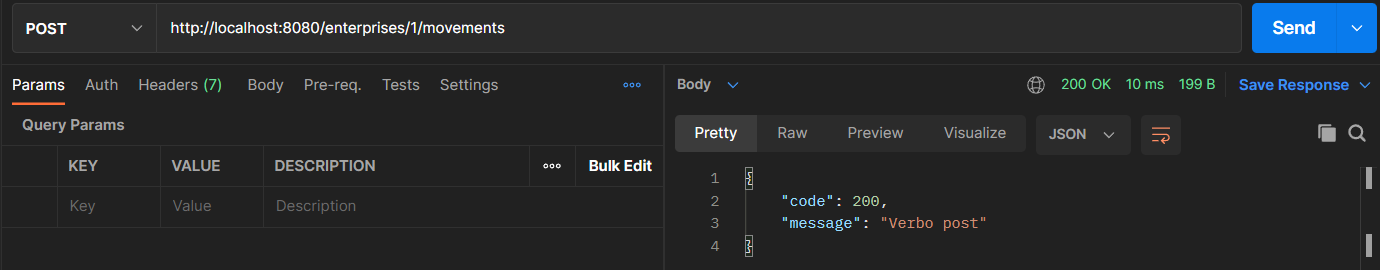 POST http://localhost:8080/enterprises/1/movements Send
Params Auth Headers (7) Body Pre-req. Tests Settings
Query Params
KEY VALUE DESCRIPTION Bulk Edit
Key Value Description
Body 200 OK 10 ms 199 B Save Response
Pretty Raw Preview Visualize JSON
1 {
2 "code": 200,
3 "message": "Verbo post"
4 }